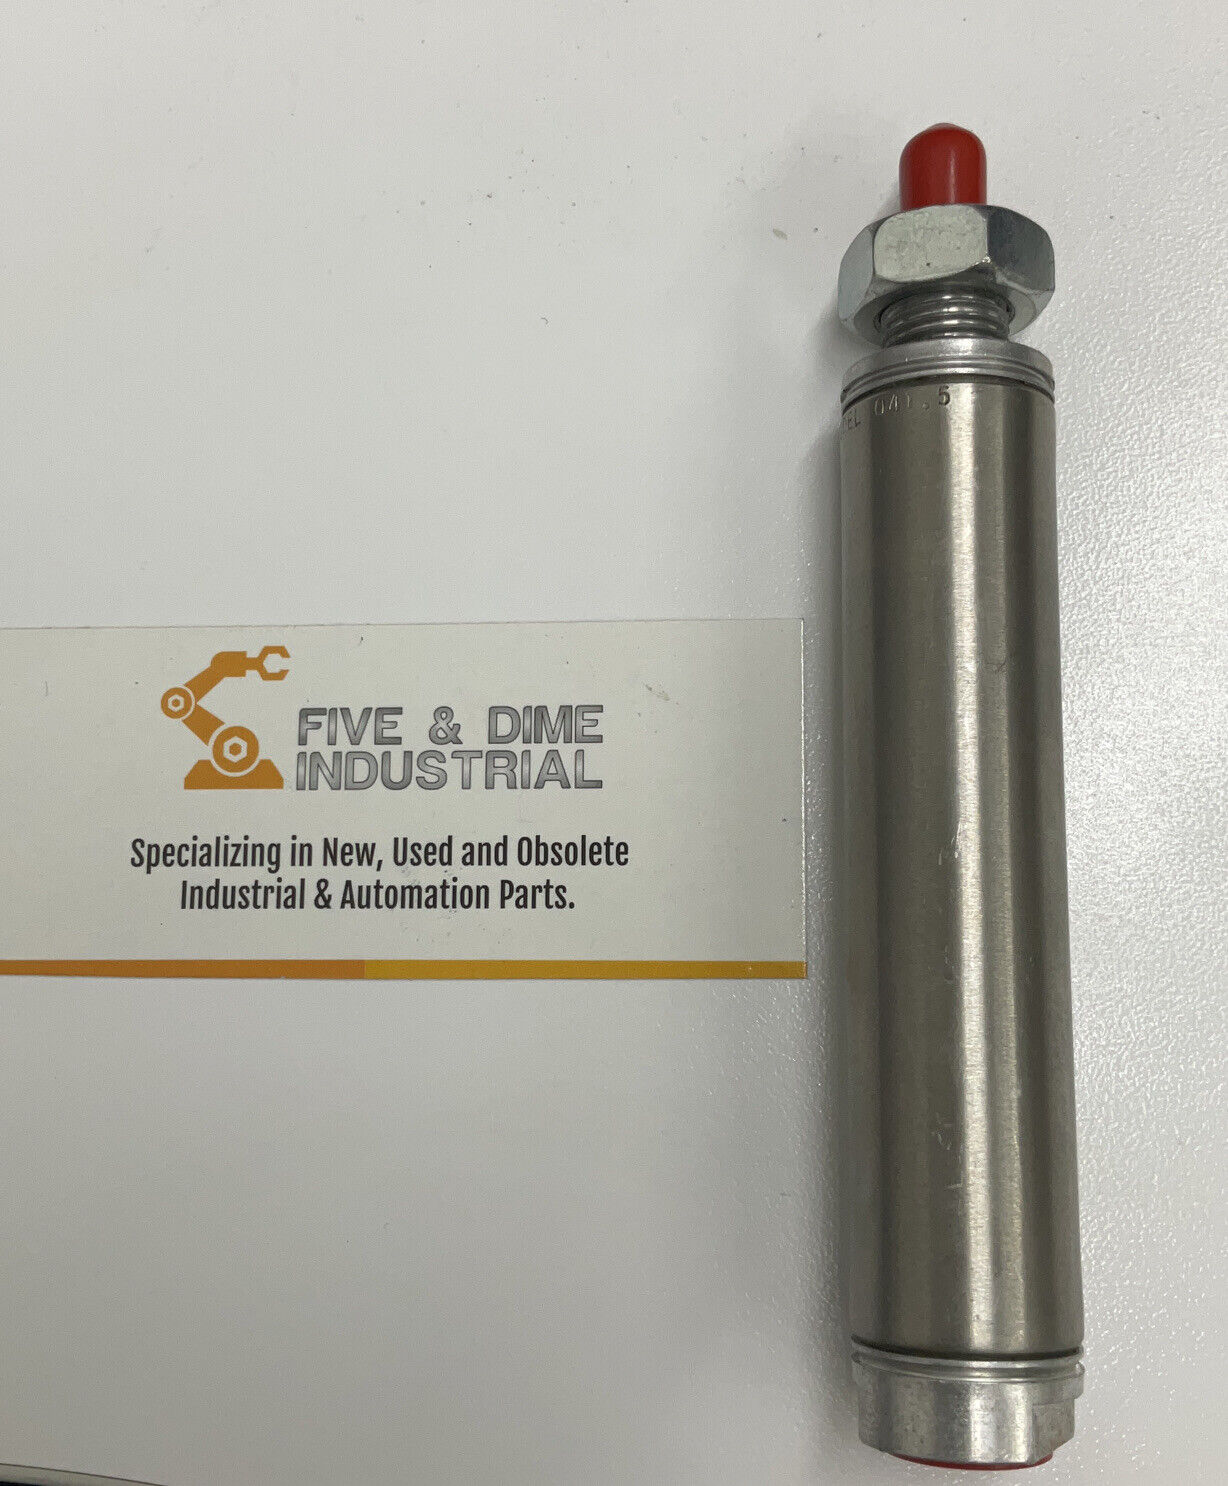 FIVE & DIME
INDUSTRIAL
Specializing in New, Used and Obsolete
Industrial & Automation Parts.